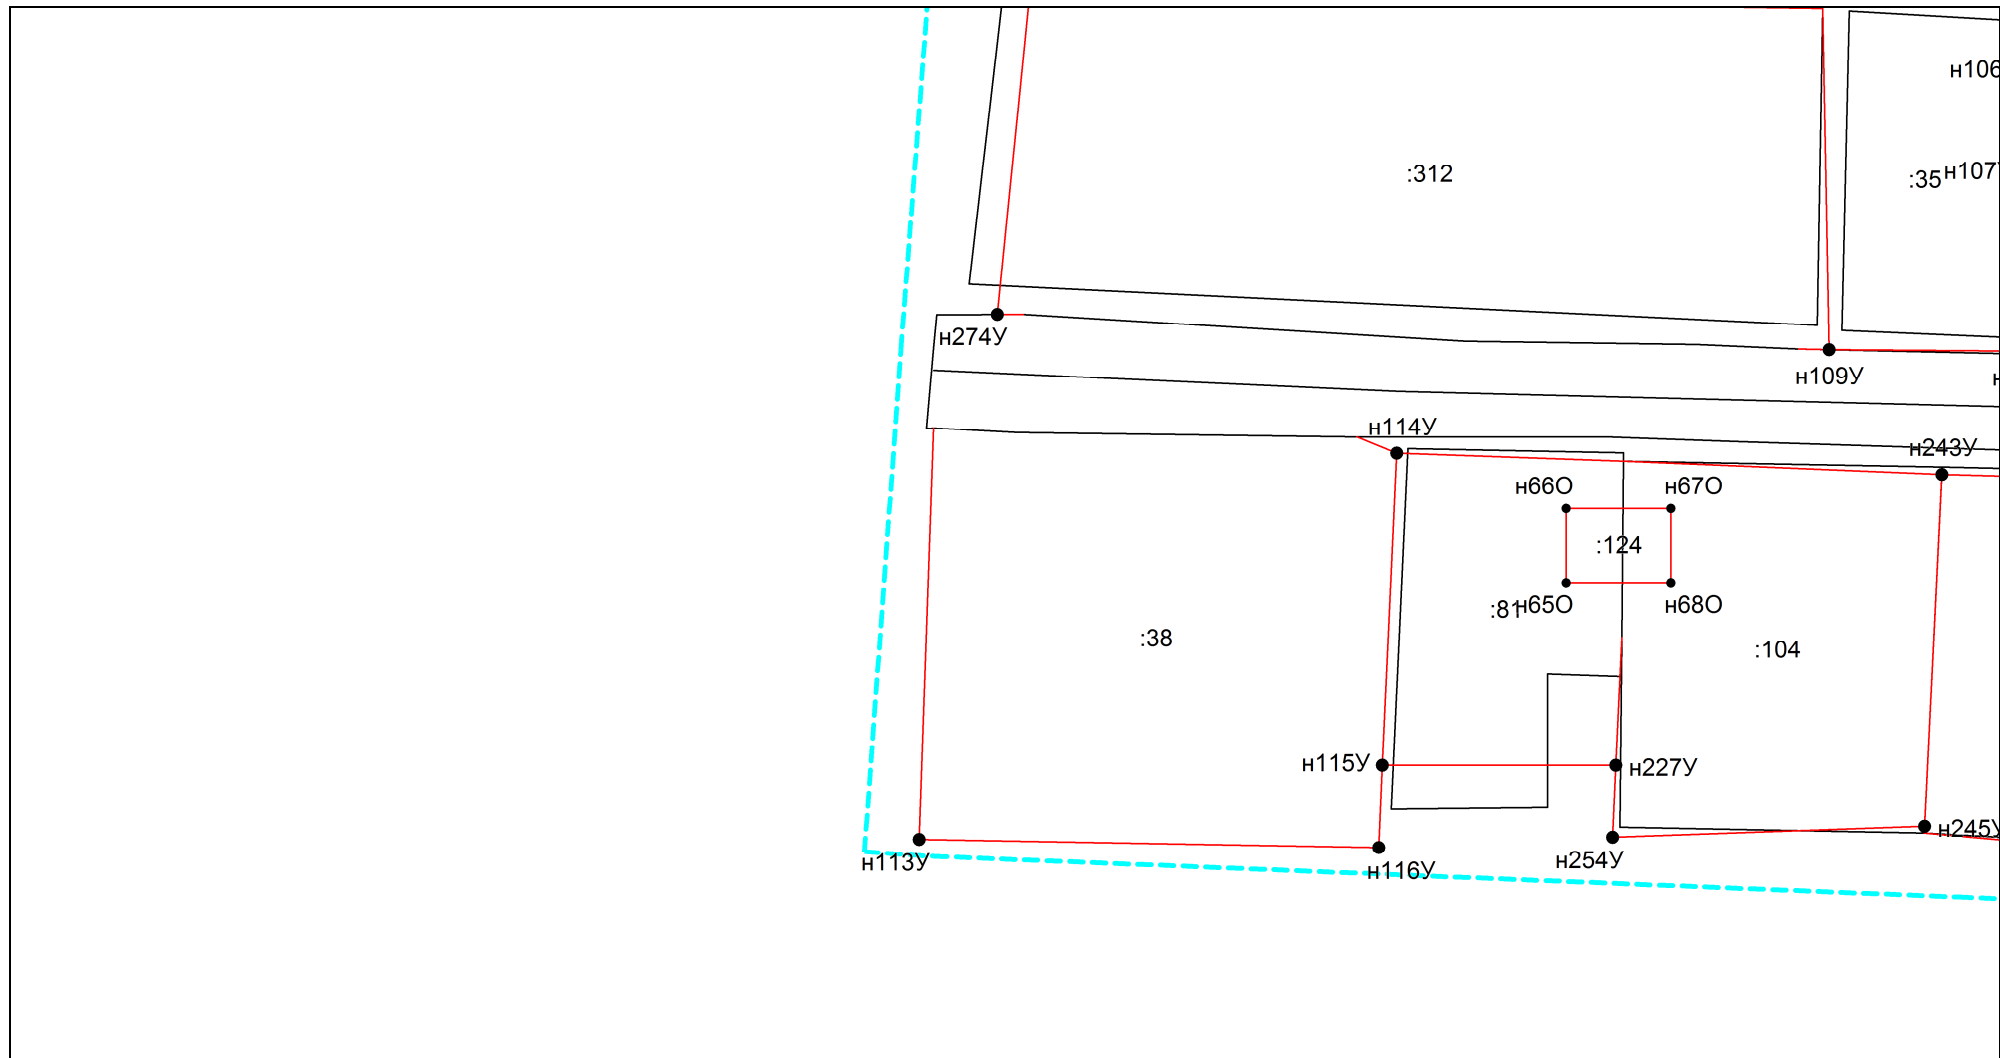 н106
:312
:35
н107У
н274У
н109У
н114У
н243У
н66О
н67О
:124
:81
н65О
н68О
:38
:104
н115У
н227У
н245У
н113У
н116У
н254У